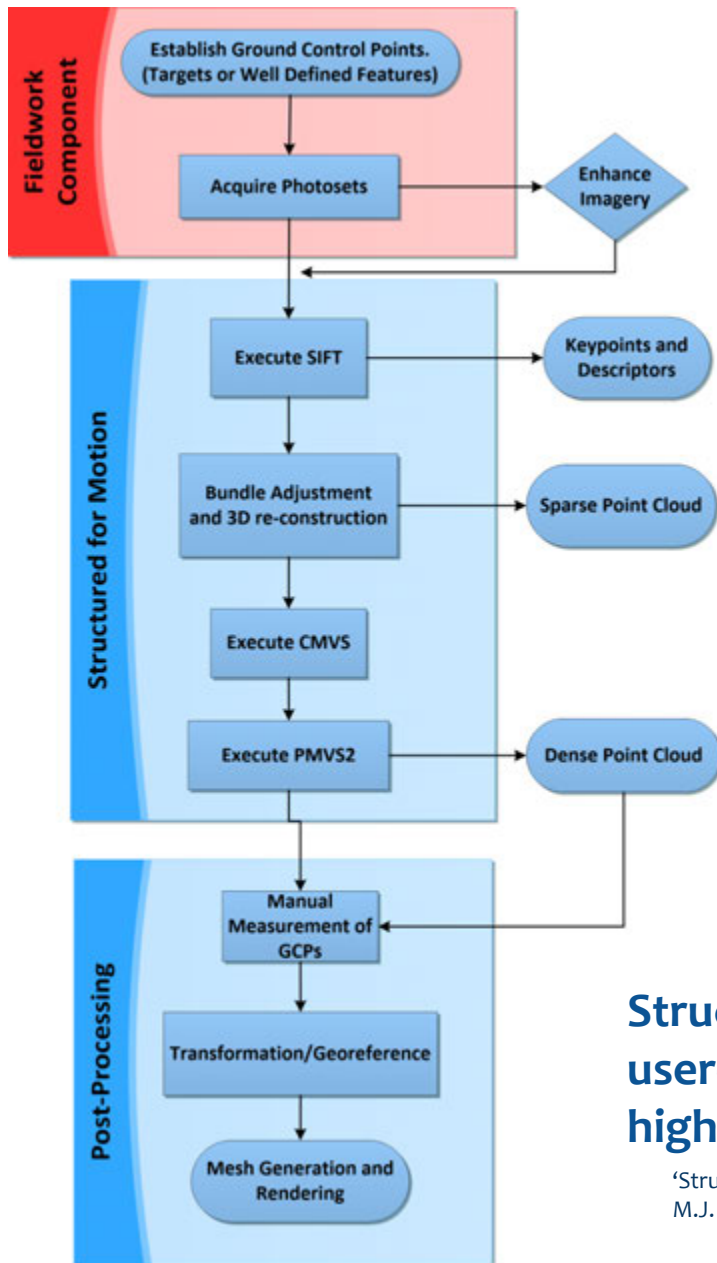 Fieldwork
Component
Establish Ground Control Points.
(Targets or Well Defined Features)
Acquire Photosets
Enhance
Imagery
Structured for Motion
Execute SIFT
Keypoints and
Descriptors
Bundle Adjustment
and 3D re-construction
Sparse Point Cloud
Execute CMVS
Execute PMVS2
Dense Point Cloud
Post-Processing
Manual
Measurement of
GCPs
Transformation/Georeference
Mesh Generation and
Rendering
user
high
M.J.